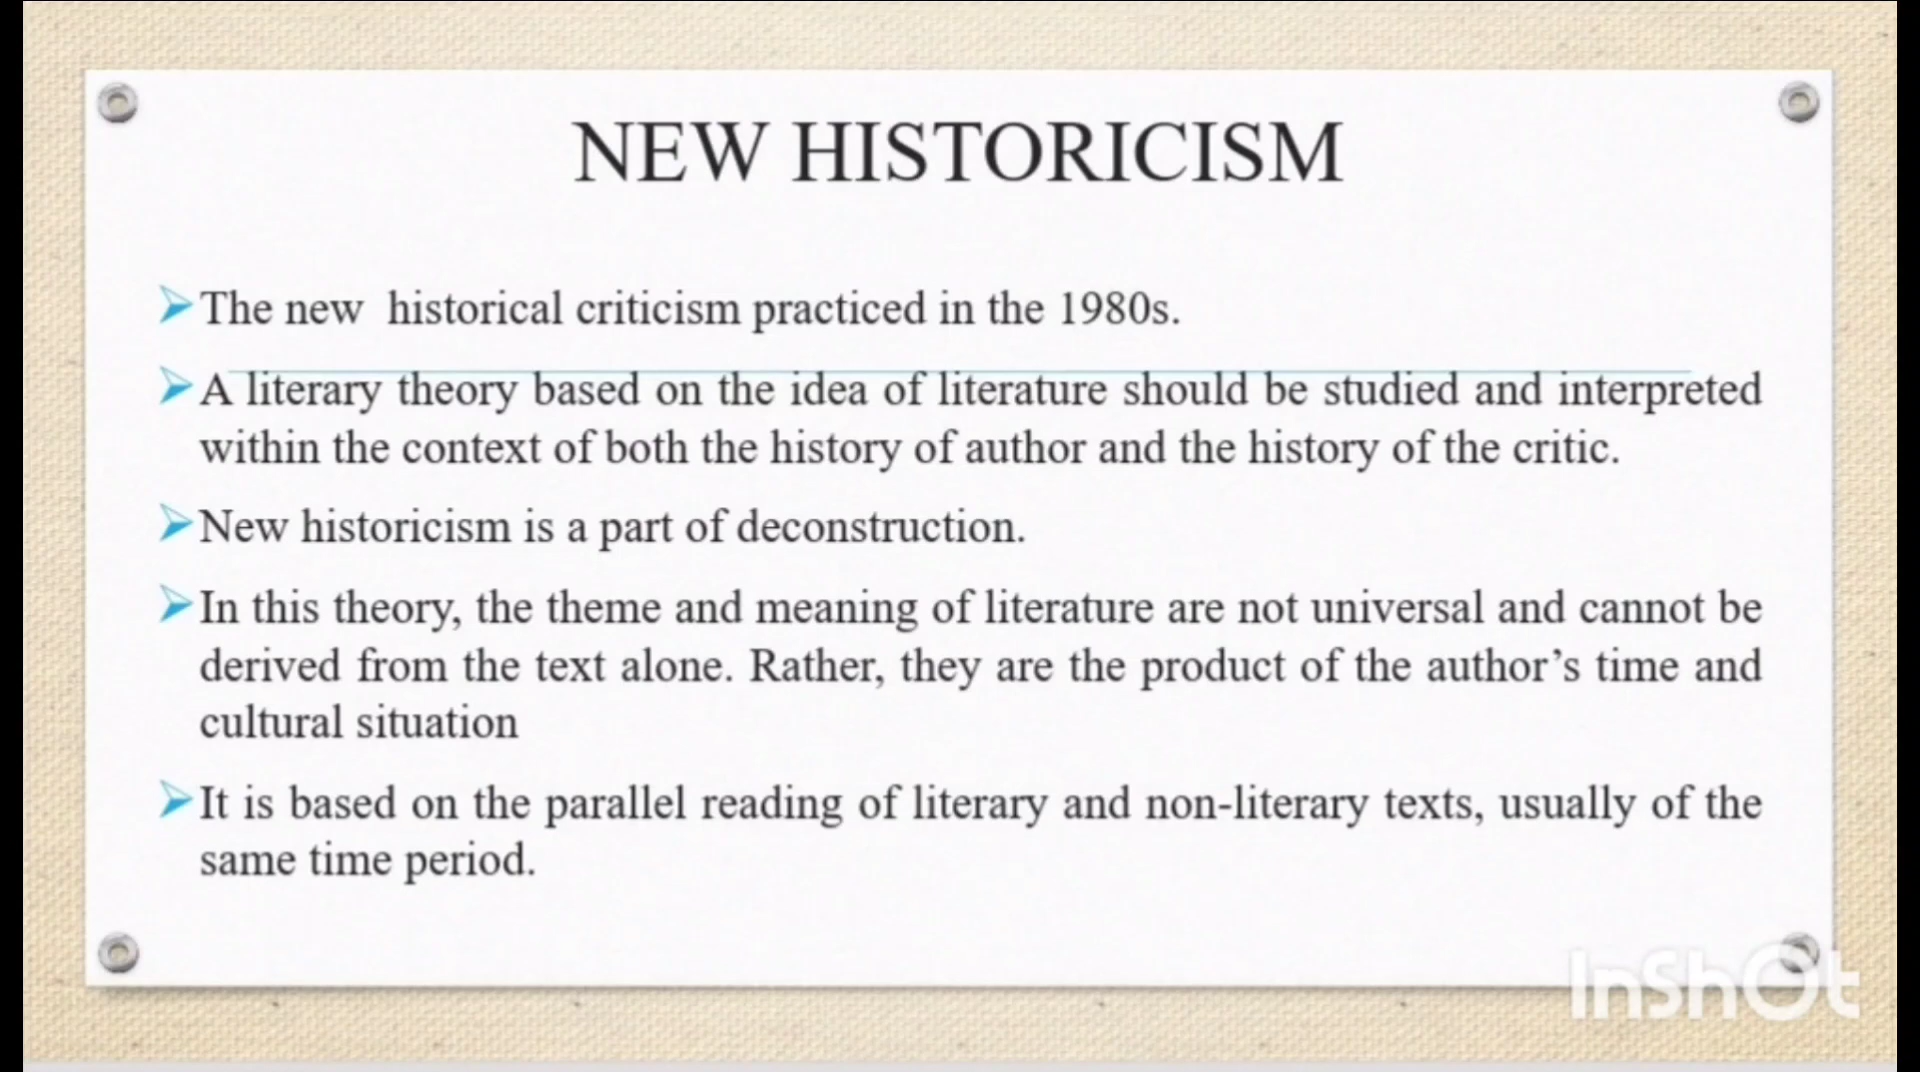 NEW HISTORICISM
➢The new historical criticism practiced in the 1980s.
➢A literary theory based on the idea of literature should be studied and interpreted
within the context of both the history of author and the history of the critic.
➢New historicism is a part of deconstruction.
➢In this theory, the theme and meaning of literature are not universal and cannot be
derived from the text alone. Rather, they are the product of the author’s time and
cultural situation
➢It is based on the parallel reading of literary and non-literary texts, usually of the
same time period.
InShOt